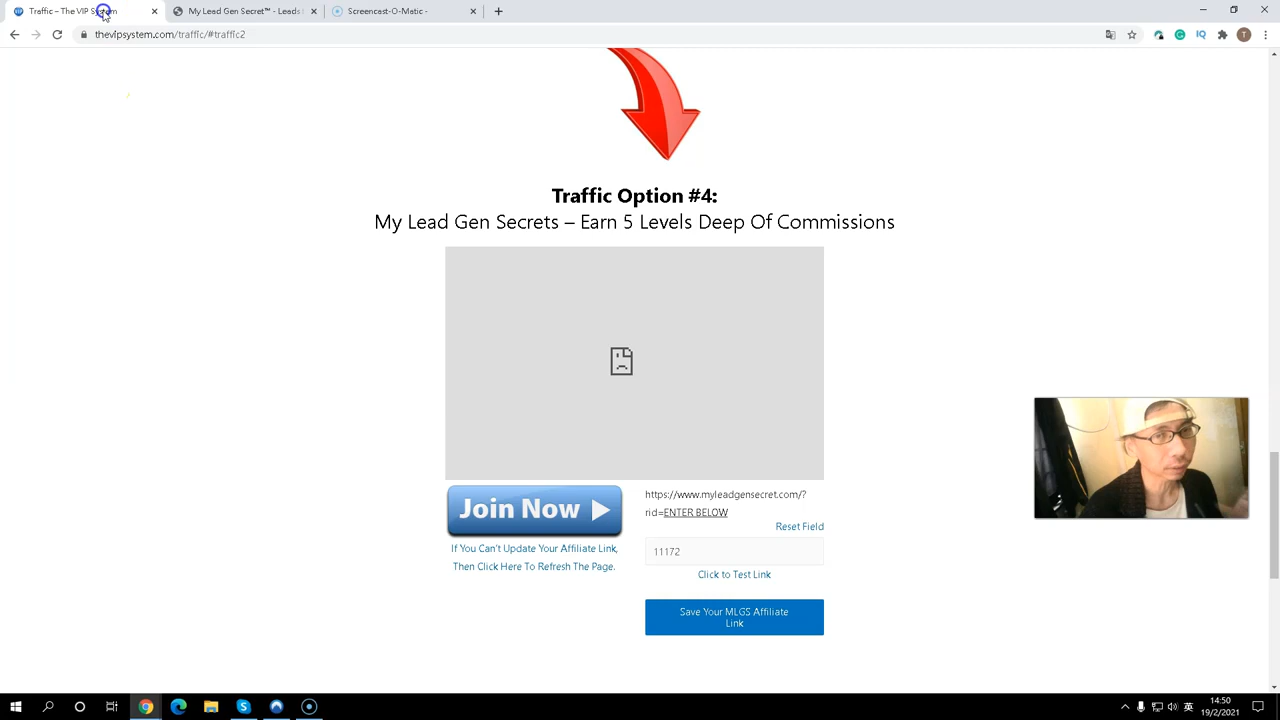 Traffic – The VIP System
My Lead Gen Secret™ - Leads
Screencast-O-Matic -
thevipsystem.com/traffic/#traffic2
IQ
T
Traffic Option #4:
My Lead Gen Secrets – Earn 5 Levels Deep Of Commissions
Join Now
If You Can't Update Your Affiliate Link,
Then Click Here To Refresh The Page.
https://www.myleadgensecret.com/?
rid=ENTER BELOW
Reset Field
11172
Click to Test Link
Save Your MLGS Affiliate
Link
英
14:50
19/2/2021